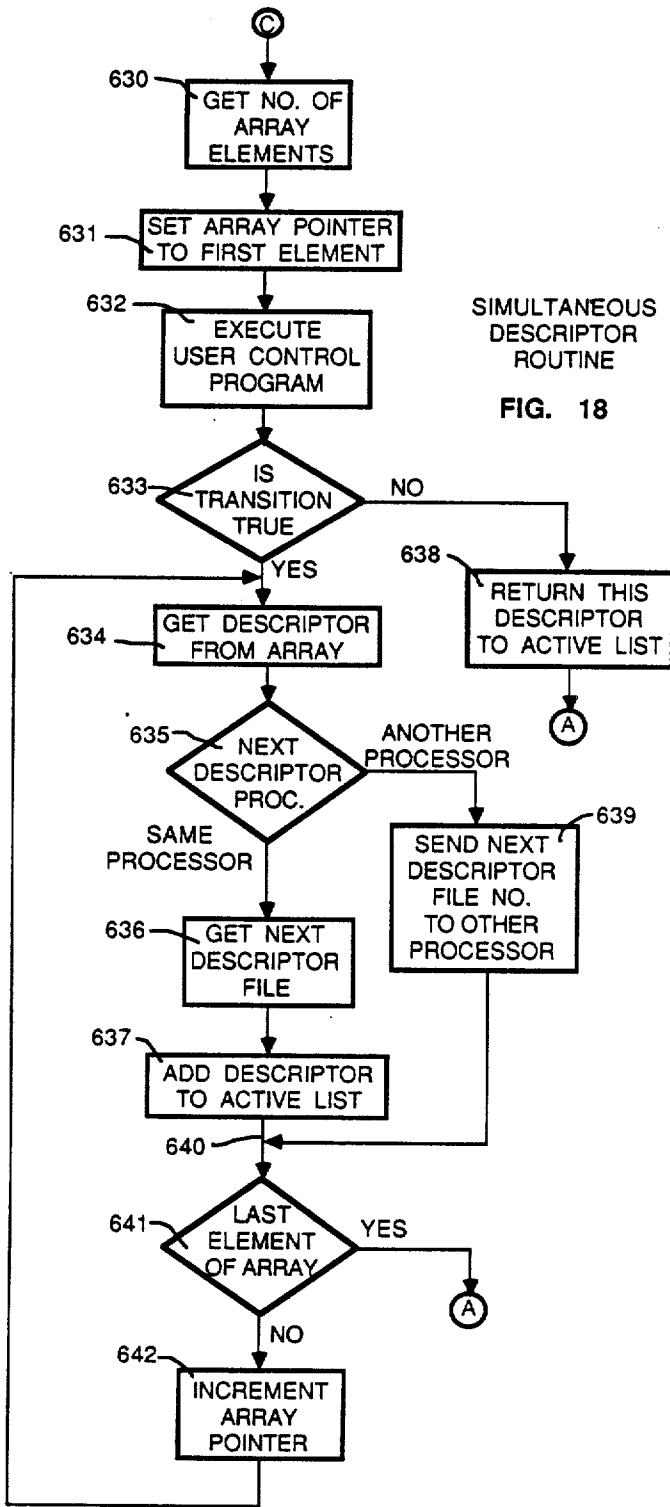 C
630
GET NO. OF
ARRAY
ELEMENTS
631
SET ARRAY POINTER
TO FIRST ELEMENT
632
EXECUTE
USER CONTROL
PROGRAM
SIMULTANEOUS
DESCRIPTOR
ROUTINE
FIG. 18
633
IS
TRANSITION
TRUE
NO
YES
638
RETURN THIS
DESCRIPTOR
TO ACTIVE LIST
A
634
GET DESCRIPTOR
FROM ARRAY
635
NEXT
DESCRIPTOR
PROC.
ANOTHER
PROCESSOR
SAME
PROCESSOR
639
SEND NEXT
DESCRIPTOR
FILE NO.
TO OTHER
PROCESSOR
636
GET NEXT
DESCRIPTOR
FILE
637
ADD DESCRIPTOR
TO ACTIVE LIST
640
641
LAST
ELEMENT
OF ARRAY
YES
A
NO
642
INCREMENT
ARRAY
POINTER